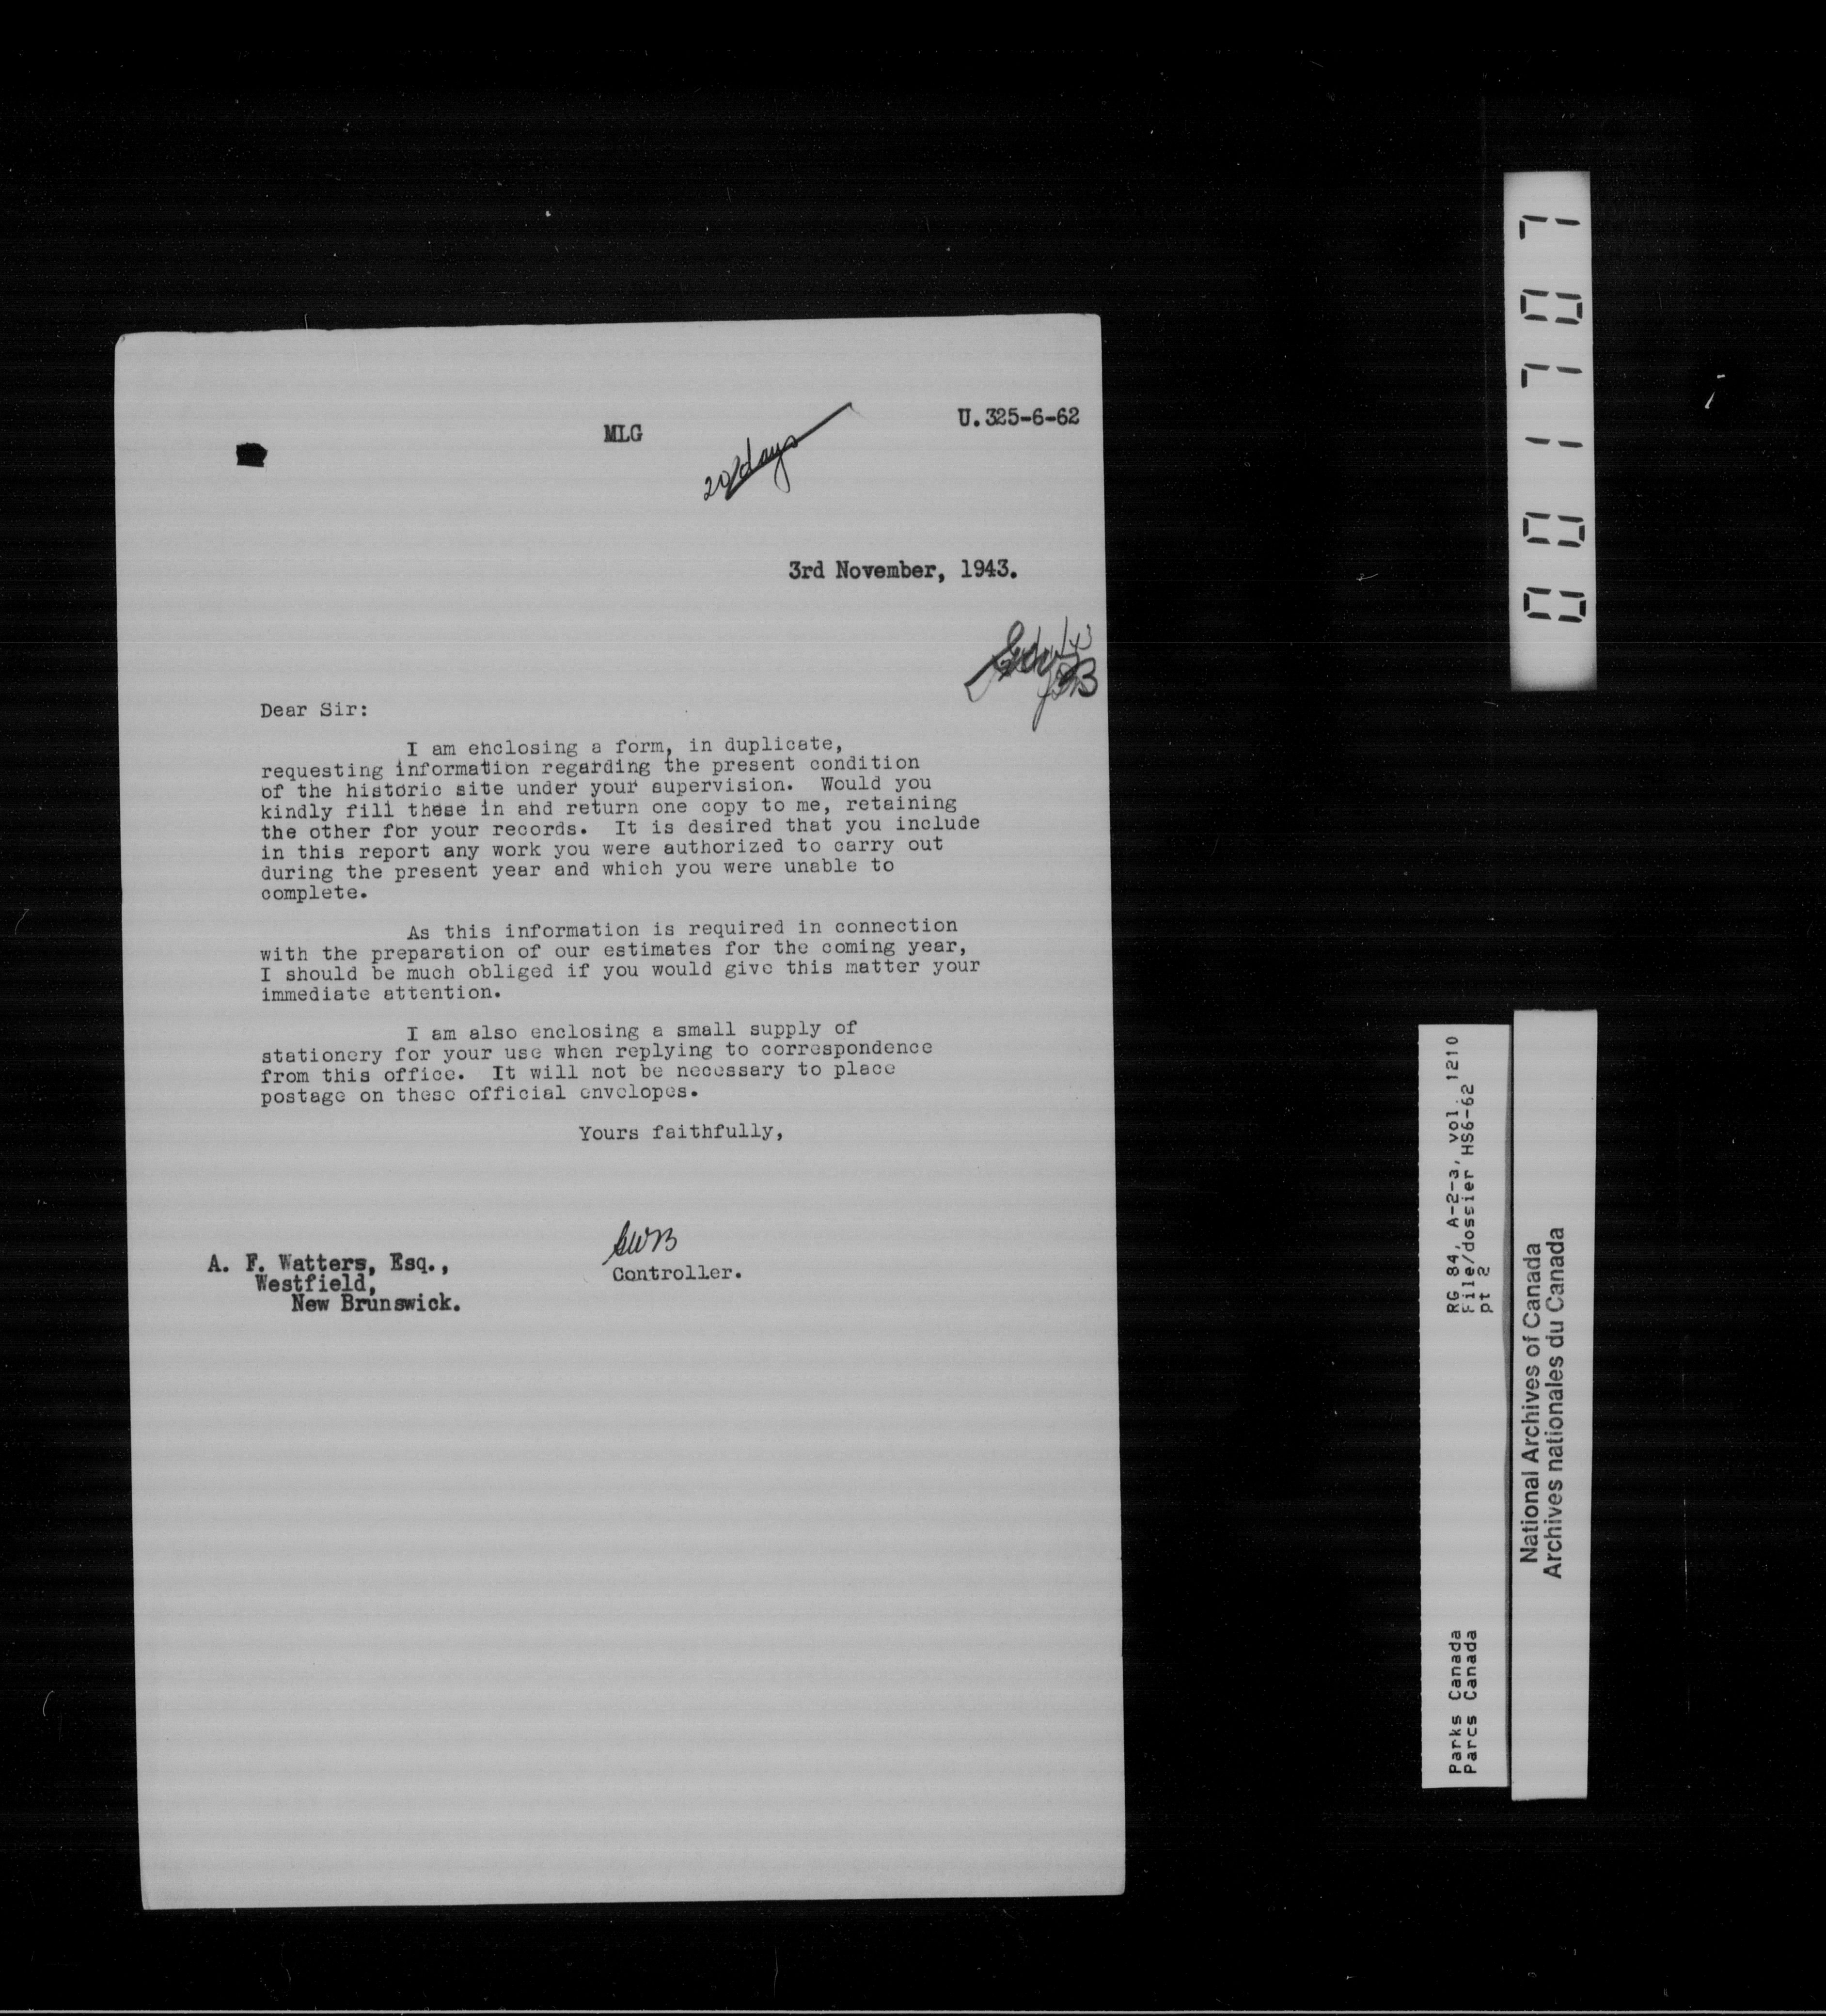 MLG
U.325-6-62
20 days
3rd November, 1943.
Dear Sir:
I am enclosing a form, in duplicate,
requesting information regarding the present condition
of the historic site under your supervision. Would you
kindly fill these in and return one copy to me, retaining
the other for your records. It is desired that you include
in this report any work you were authorized to carry out
during the present year and which you were unable to
complete.
As this information is required in connection
with the preparation of our estimates for the coming year,
I should be much obliged if you would give this matter your
immediate attention.
I am also enclosing a small supply of
stationery for your use when replying to correspondence
from this office. It will not be necessary to place
postage on these official envelopes.
Yours faithfully,
Controller.
A. F. Watters, Esq.,
Westfield,
New Brunswick.
RG 84, A-2-a, vol. 1210
File/dossier HS6-62
pt 2
Parks Canada
Parcs Canada
National Archives of Canada
Archives nationales du Canada